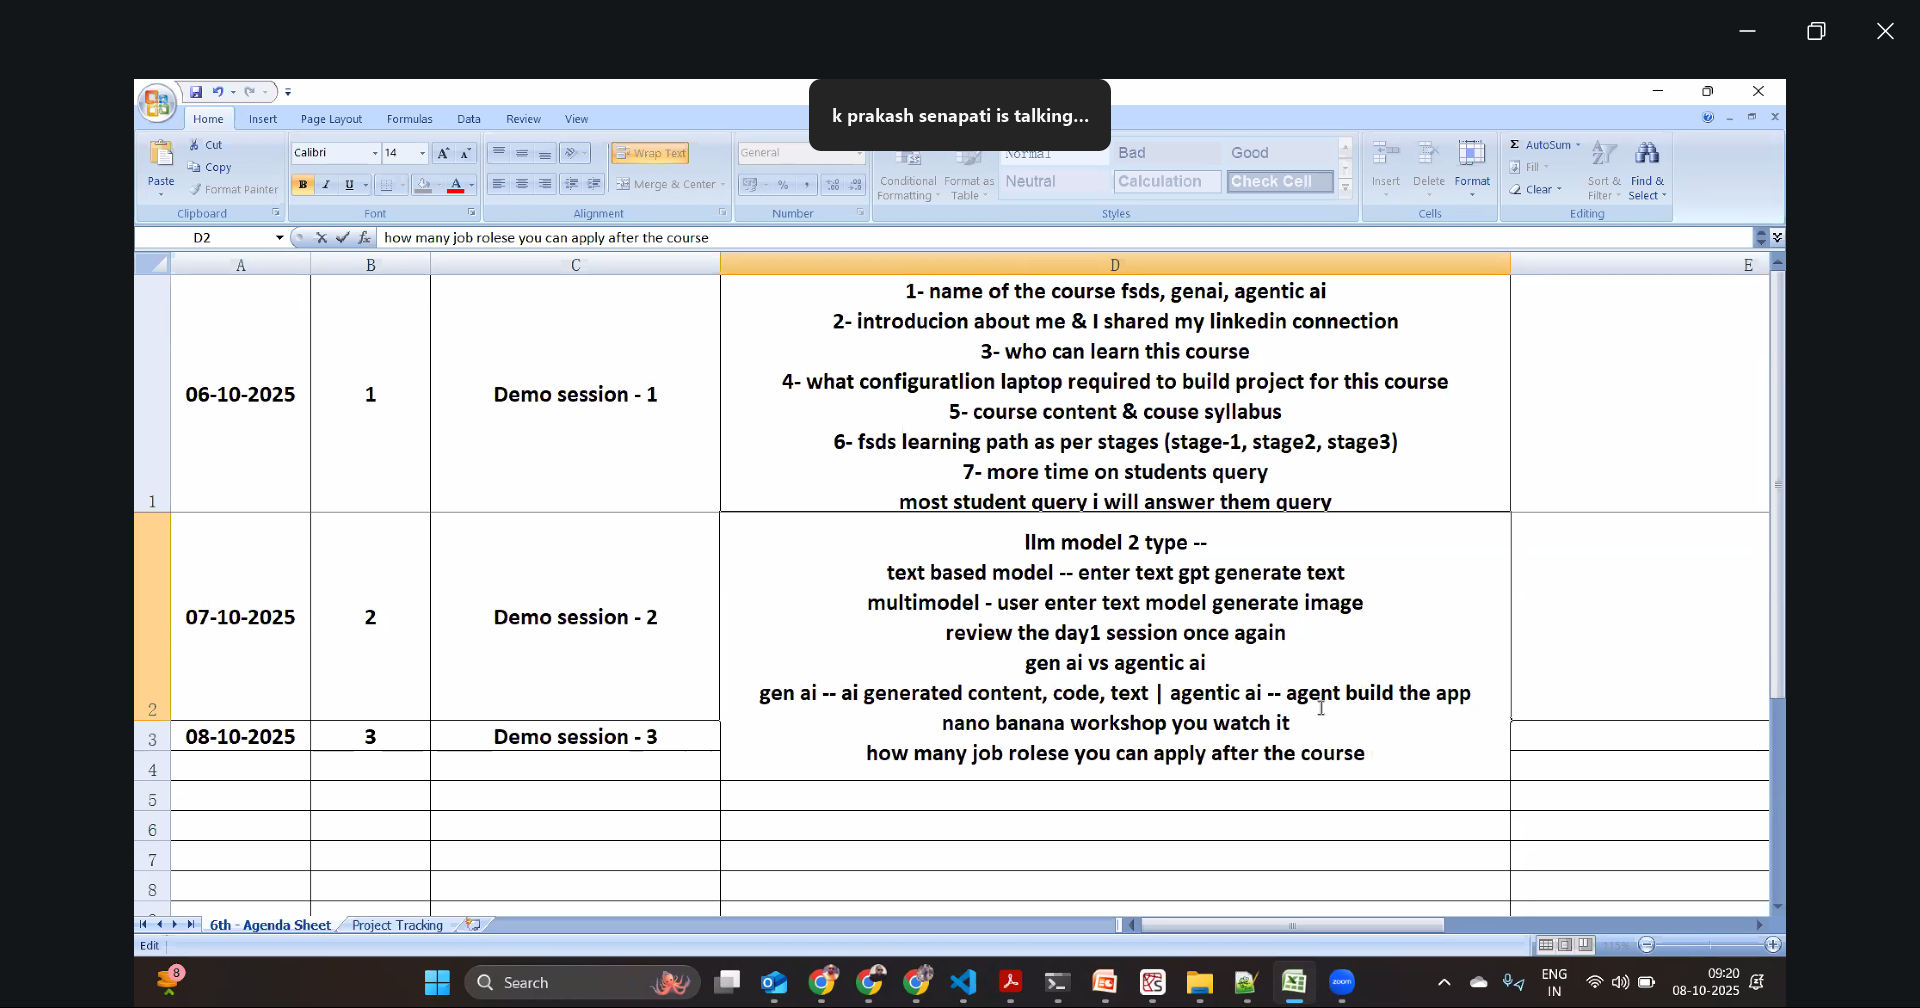 k prakash senapati is talking...
Home Insert Page Layout Formulas Data Review View
Cut
Copy
Format Painter
Paste
Clipboard
Calibri 14
B I U
Font
Wrap Text
Merge & Center
Alignment
General
Number
Conditional Formatting
Format as Table
Normal Bad Good
Neutral Calculation Check Cell
Styles
Insert Delete Format
Cells
AutoSum
Fill
Clear
Sort & Filter
Find & Select
Editing
D2 how many job rolese you can apply after the course
A B C D E
1 06-10-2025 1 Demo session - 1
1- name of the course fsds, genai, agentic ai
2- introducion about me & I shared my linkedin connection
3- who can learn this course
4- what configuratlion laptop required to build project for this course
5- course content & couse syllabus
6- fsds learning path as per stages (stage-1, stage2, stage3)
7- more time on students query
most student query i will answer them query
2 07-10-2025 2 Demo session - 2
llm model 2 type --
text based model -- enter text gpt generate text
multimodel - user enter text model generate image
review the day1 session once again
gen ai vs agentic ai
gen ai -- ai generated content, code, text | agentic ai -- agent build the app
nano banana workshop you watch it
how many job rolese you can apply after the course
3 08-10-2025 3 Demo session - 3
4
5
6
7
8
6th - Agenda Sheet Project Tracking
Edit
8
Search
zoom
ENG
IN
09:20
08-10-2025